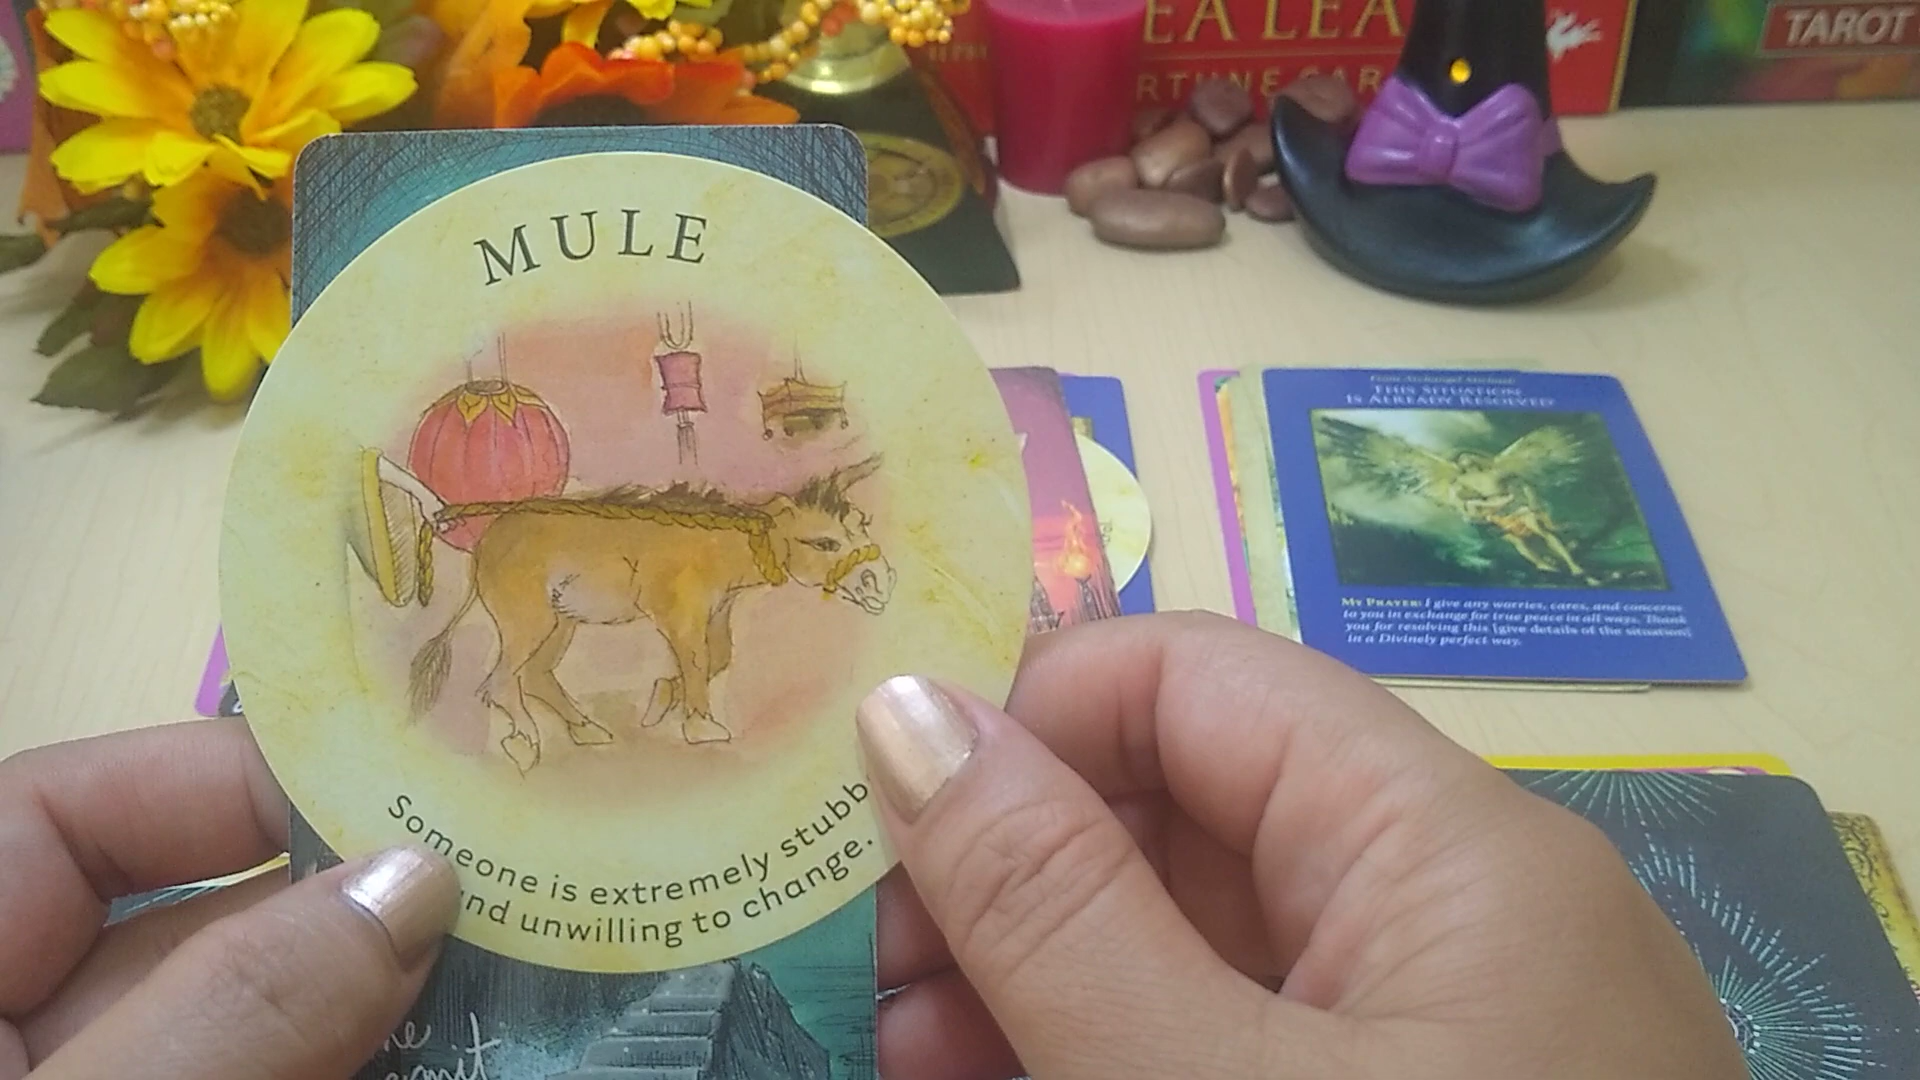 EA LEA
RTUNE CAR
TAROT
MULE
Someone is extremely stubb
nd unwilling to change.
From Archangel Michael:
THIS SITUATION
IS ALREADY RESOLVED
MY PRAYER: I give any worries, cares, and concerns
to you in exchange for true peace in all ways. Thank
you for resolving this [give details of the situation]
in a Divinely perfect way.
he
ermit